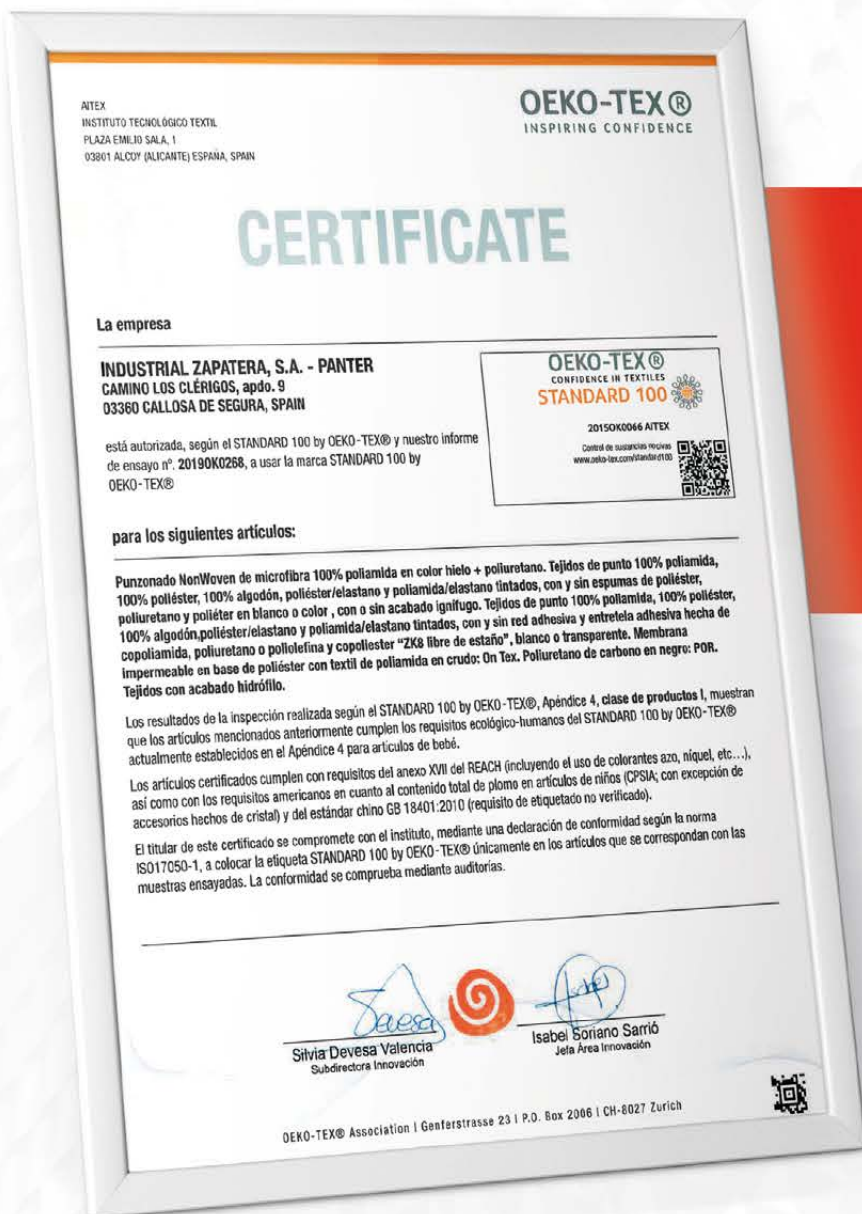 AITEX
INSTITUTO TECNOLÓGICO TEXTIL
PLAZA EMILIO SALA, 1
03801 ALCOY (ALICANTE) ESPAÑA, SPAIN
OEKO-TEX®
INSPIRING CONFIDENCE
CERTIFICATE
La empresa
INDUSTRIAL ZAPATERA, S.A. - PANTER
CAMINO LOS CLÉRIGOS, apdo. 9
03360 CALLOSA DE SEGURA, SPAIN
está autorizada, según el STANDARD 100 by OEKO-TEX® y nuestro informe
de ensayo nº. 2019OK0268, a usar la marca STANDARD 100 by
OEKO-TEX®
OEKO-TEX®
CONFIDENCE IN TEXTILES
STANDARD 100
2015OK0066 AITEX
Control de sustancias nocivas
www.oeko-tex.com/standard100
para los siguientes artículos:
Punzonado NonWoven de microfibra 100% poliamida en color hielo + poliuretano. Tejidos de punto 100% poliamida,
100% poliéster, 100% algodón, poliéster/elastano y poliamida/elastano tintados, con y sin espumas de poliéster,
poliuretano y poliéter en blanco o color , con o sin acabado ignífugo. Tejidos de punto 100% poliamida, 100% poliéster,
100% algodón,poliéster/elastano y poliamida/elastano tintados, con y sin red adhesiva y entretela adhesiva hecha de
copoliamida, poliuretano o poliolefina y copoliester “ZK8 libre de estaño”, blanco o transparente. Membrana
impermeable en base de poliéster con textil de poliamida en crudo: On Tex. Poliuretano de carbono en negro: POR.
Tejidos con acabado hidrófilo.
Los resultados de la inspección realizada según el STANDARD 100 by OEKO-TEX®, Apéndice 4, clase de productos I, muestran
que los artículos mencionados anteriormente cumplen los requisitos ecológico-humanos del STANDARD 100 by OEKO-TEX®
actualmente establecidos en el Apéndice 4 para artículos de bebé.
Los artículos certificados cumplen con requisitos del anexo XVII del REACH (incluyendo el uso de colorantes azo, níquel, etc...),
así como con los requisitos americanos en cuanto al contenido total de plomo en artículos de niños (CPSIA; con excepción de
accesorios hechos de cristal) y del estándar chino GB 18401:2010 (requisito de etiquetado no verificado).
El titular de este certificado se compromete con el instituto, mediante una declaración de conformidad según la norma
ISO17050-1, a colocar la etiqueta STANDARD 100 by OEKO-TEX® únicamente en los artículos que se correspondan con las
muestras ensayadas. La conformidad se comprueba mediante auditorías.
Devesa
Isabel
Silvia Devesa Valencia
Subdirectora Innovación
Isabel Soriano Sarrió
Jefa Área Innovación
OEKO-TEX® Association | Genferstrasse 23 | P.O. Box 2006 | CH-8027 Zurich